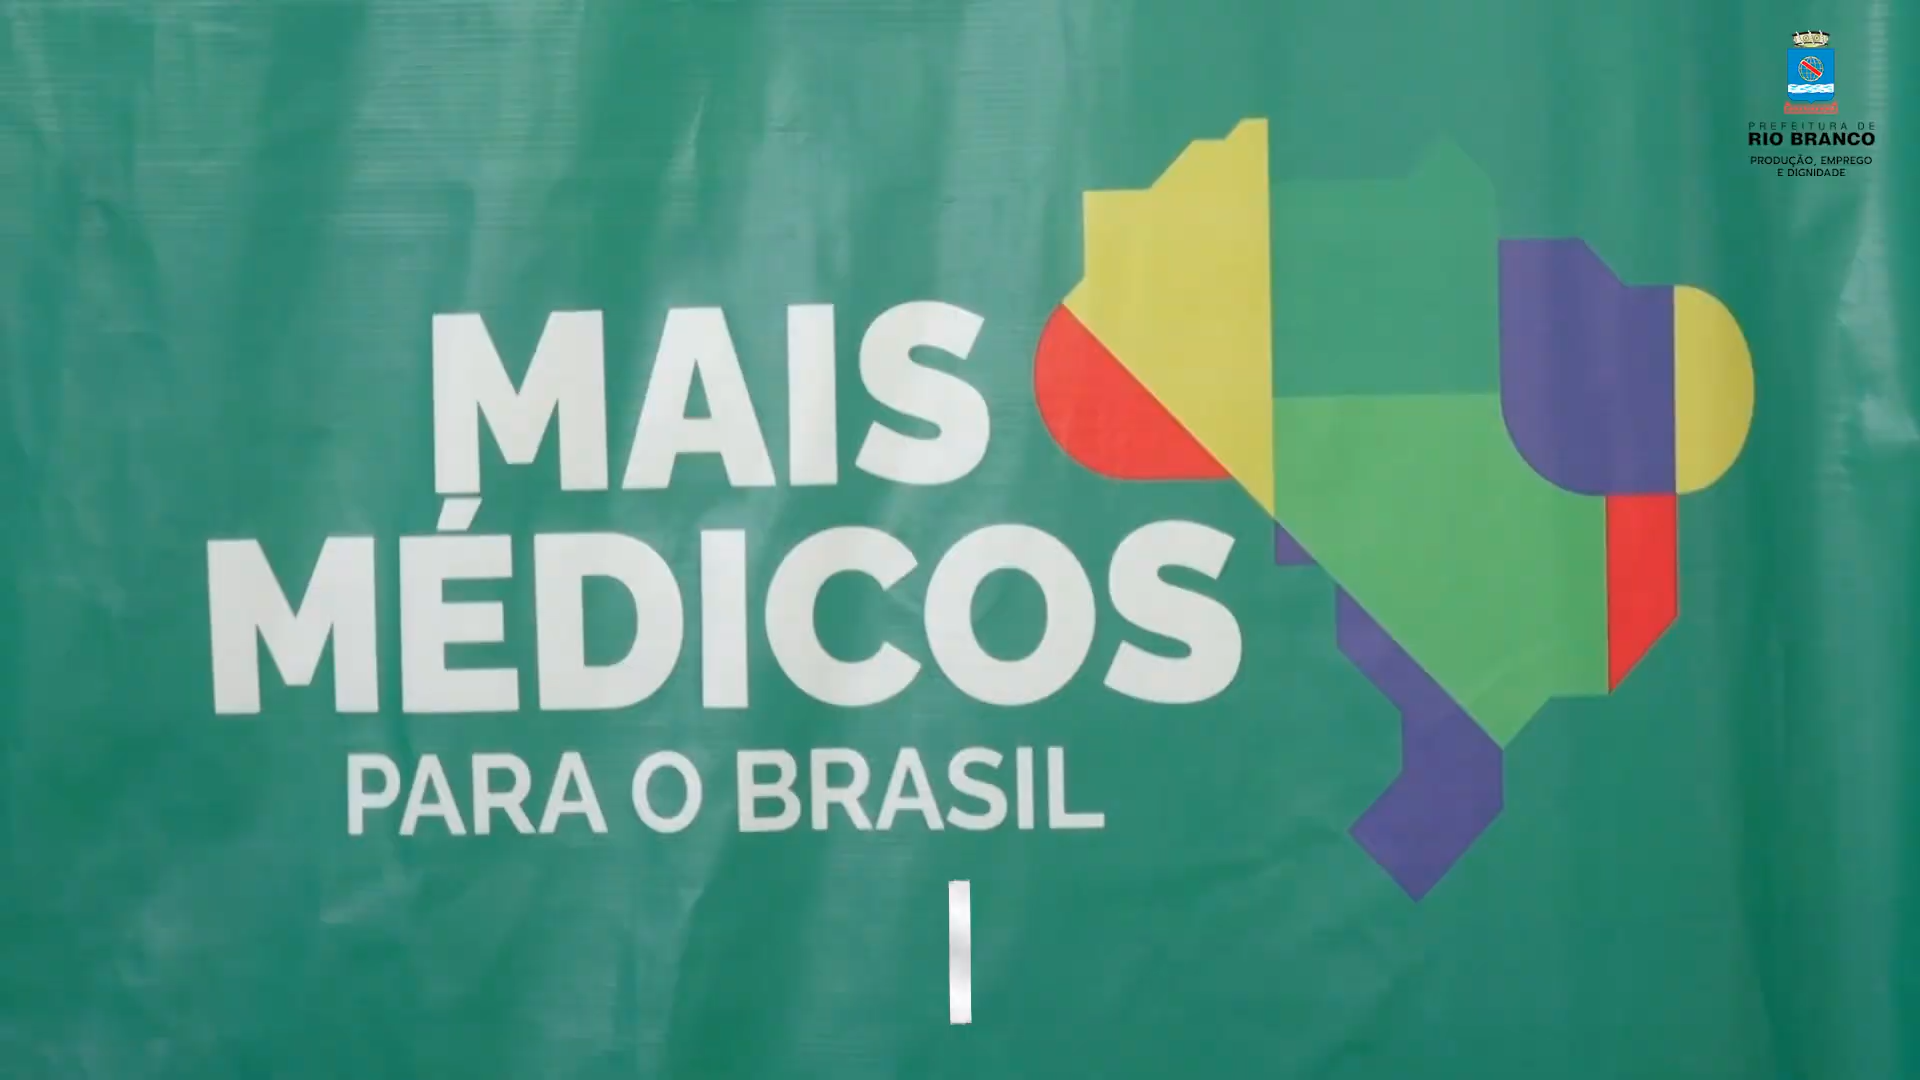 MAIS
MÉDICOS
PARA O BRASIL
PREFEITURA DE
RIO BRANCO
PRODUÇÃO, EMPREGO
E DIGNIDADE